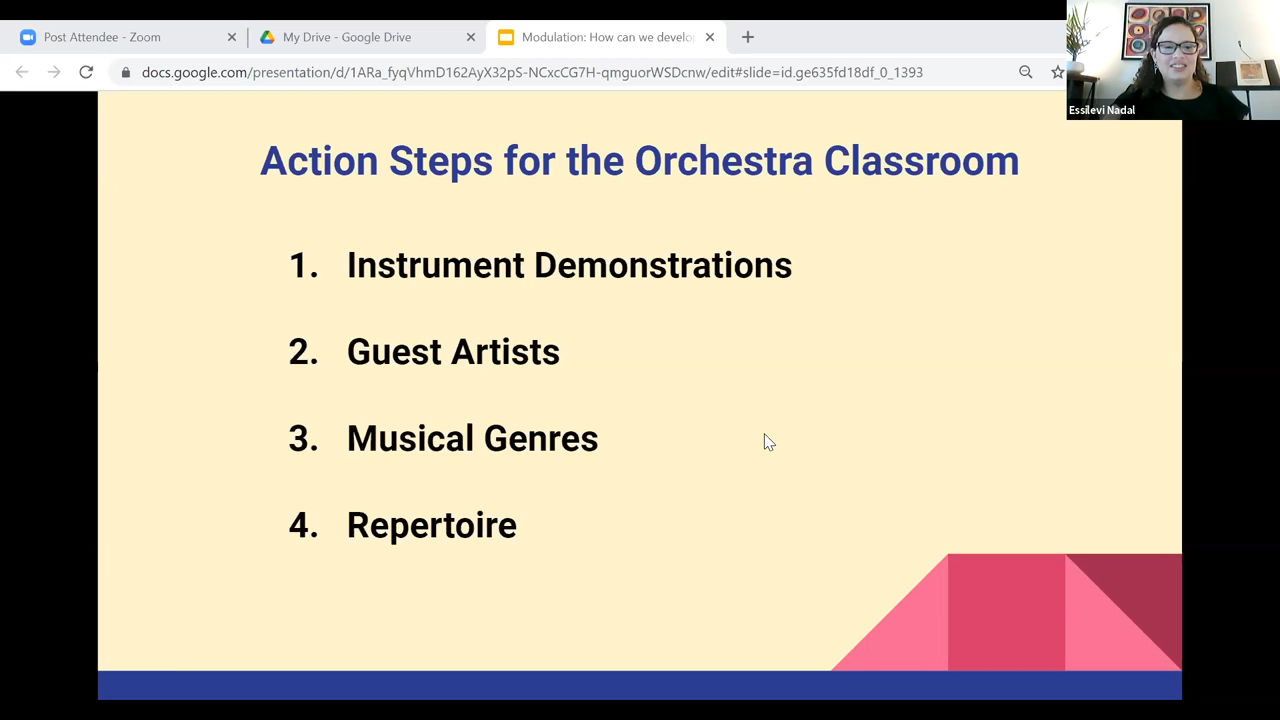 Post Attendee - Zoom
My Drive - Google Drive
Modulation: How can we develo
docs.google.com/presentation/d/1ARa_fyqVhmD162AyX32pS-NCxcCG7H-qmguorWSDcnw/edit#slide=id.ge635fd18df_0_1393
Essilevi Nadal
Action Steps for the Orchestra Classroom
1. Instrument Demonstrations
2. Guest Artists
3. Musical Genres
4. Repertoire